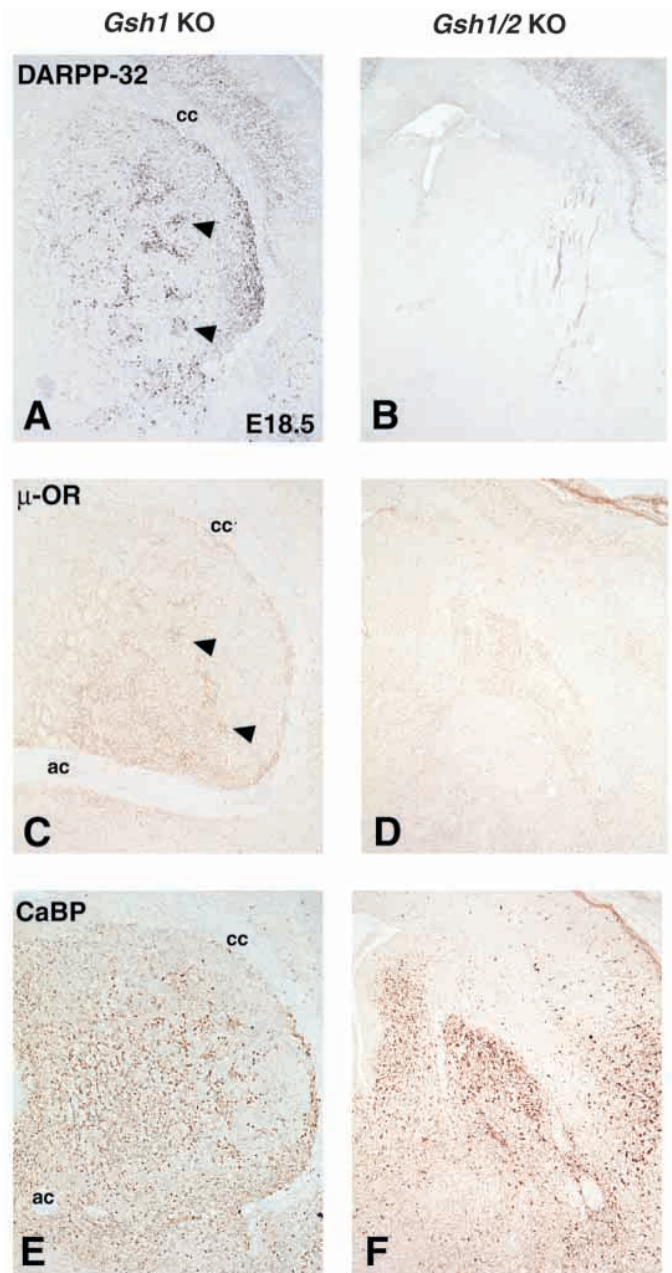 Gsh1 KO
Gsh1/2 KO
DARPP-32
cc
A
E18.5
B
μ-OR
cc
ac
C
D
CaBP
cc
ac
E
F